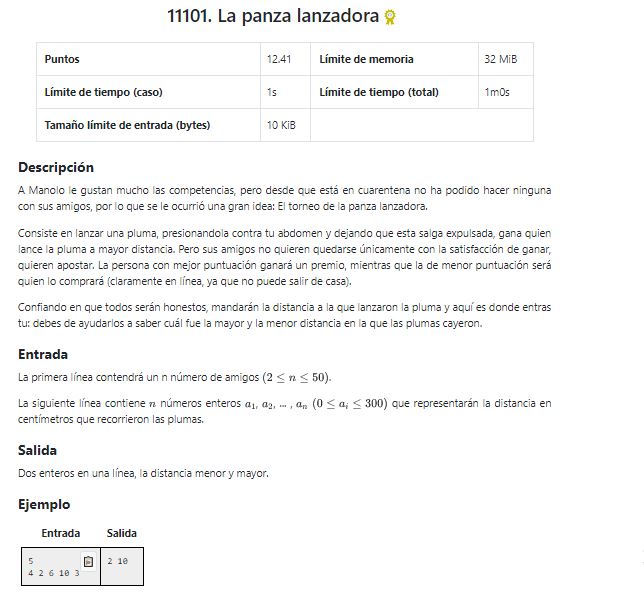 11101. La panza lanzadora
Puntos 12.41 Límite de memoria 32 MiB
Límite de tiempo (caso) 1s Límite de tiempo (total) 1m0s
Tamaño límite de entrada (bytes) 10 KiB
Descripción
A Manolo le gustan mucho las competencias, pero desde que está en cuarentena no ha podido hacer ninguna
con sus amigos, por lo que se le ocurrió una gran idea: El torneo de la panza lanzadora.
Consiste en lanzar una pluma, presionandola contra tu abdomen y dejando que esta salga expulsada, gana quien
lance la pluma a mayor distancia. Pero sus amigos no quieren quedarse únicamente con la satisfacción de ganar,
quieren apostar. La persona con mejor puntuación ganará un premio, mientras que la de menor puntuación será
quien lo comprará (claramente en línea, ya que no puede salir de casa).
Confiando en que todos serán honestos, mandarán la distancia a la que lanzaron la pluma y aquí es donde entras
tu: debes de ayudarlos a saber cuál fue la mayor y la menor distancia en la que las plumas cayeron.
Entrada
La primera línea contendrá un n número de amigos (2 ≤ n ≤ 50).
La siguiente línea contiene n números enteros a₁, a₂, ... , aₙ (0 ≤ aᵢ ≤ 300) que representarán la distancia en
centímetros que recorrieron las plumas.
Salida
Dos enteros en una línea, la distancia menor y mayor.
Ejemplo
Entrada Salida
5 2 10
4 2 6 10 3